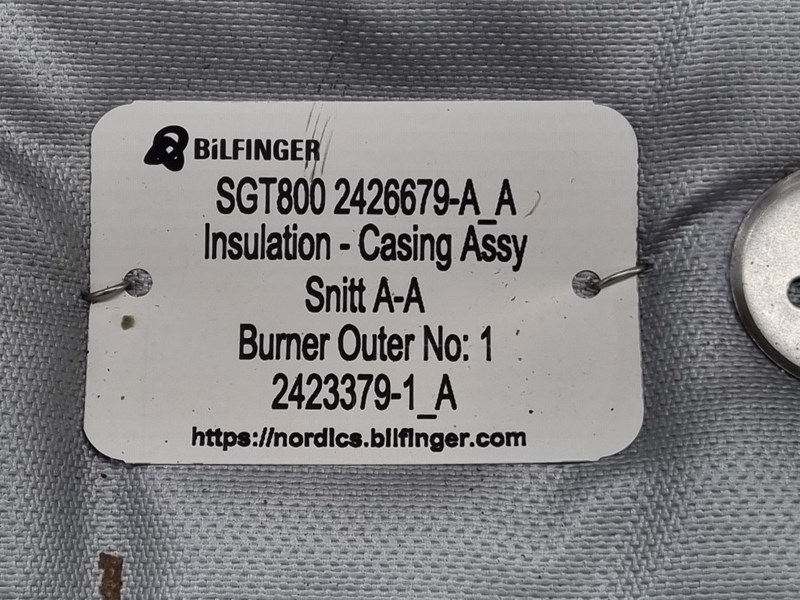 BiLFINGER
SGT800 2426679-A_A
Insulation - Casing Assy
Snitt A-A
Burner Outer No: 1
2423379-1_A
https://nordics.bilfinger.com